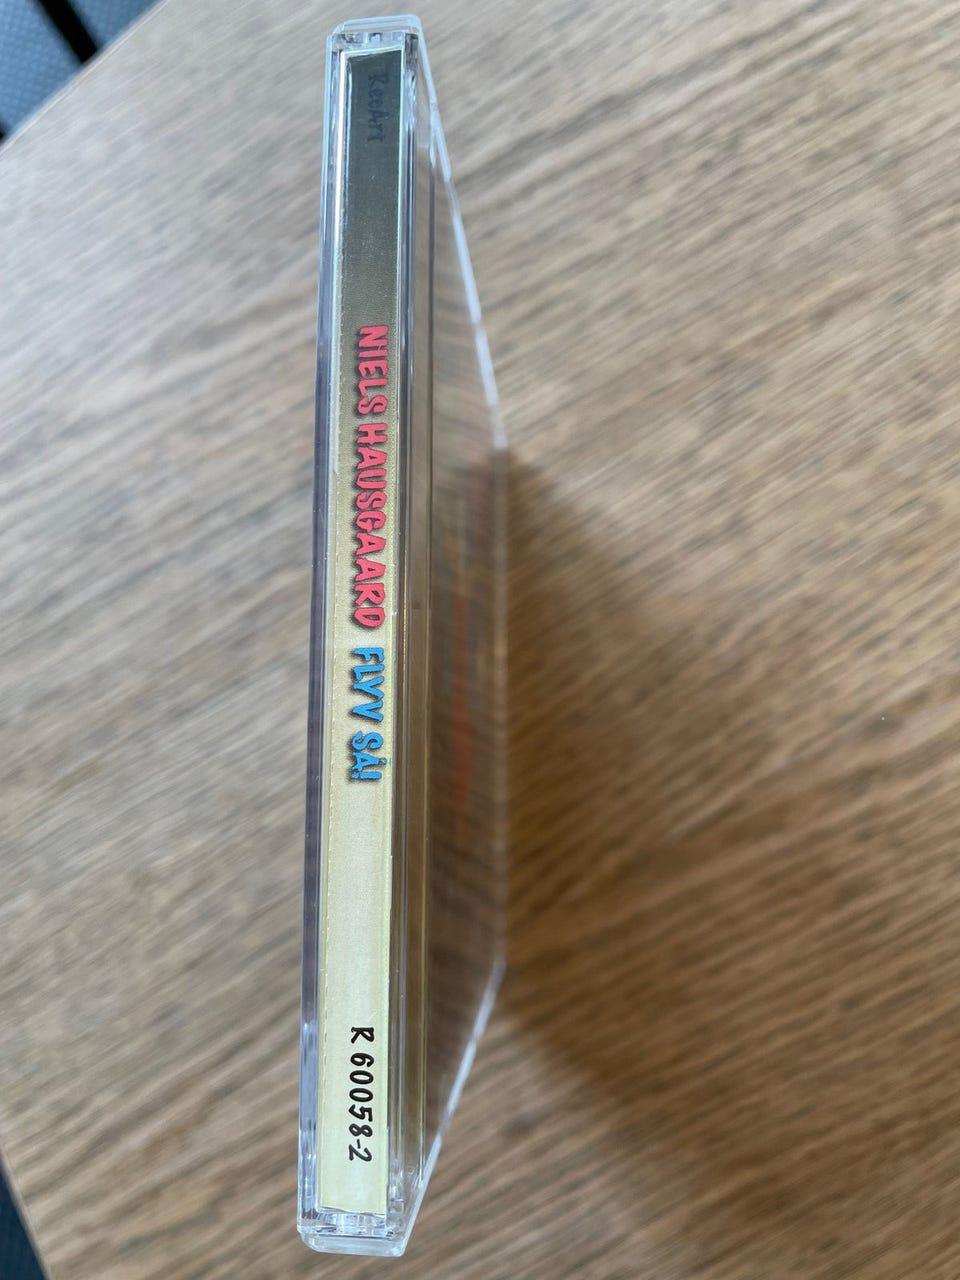 RecArt
NIELS HAUSGAARD FLYV SÅ!
R 60058-2